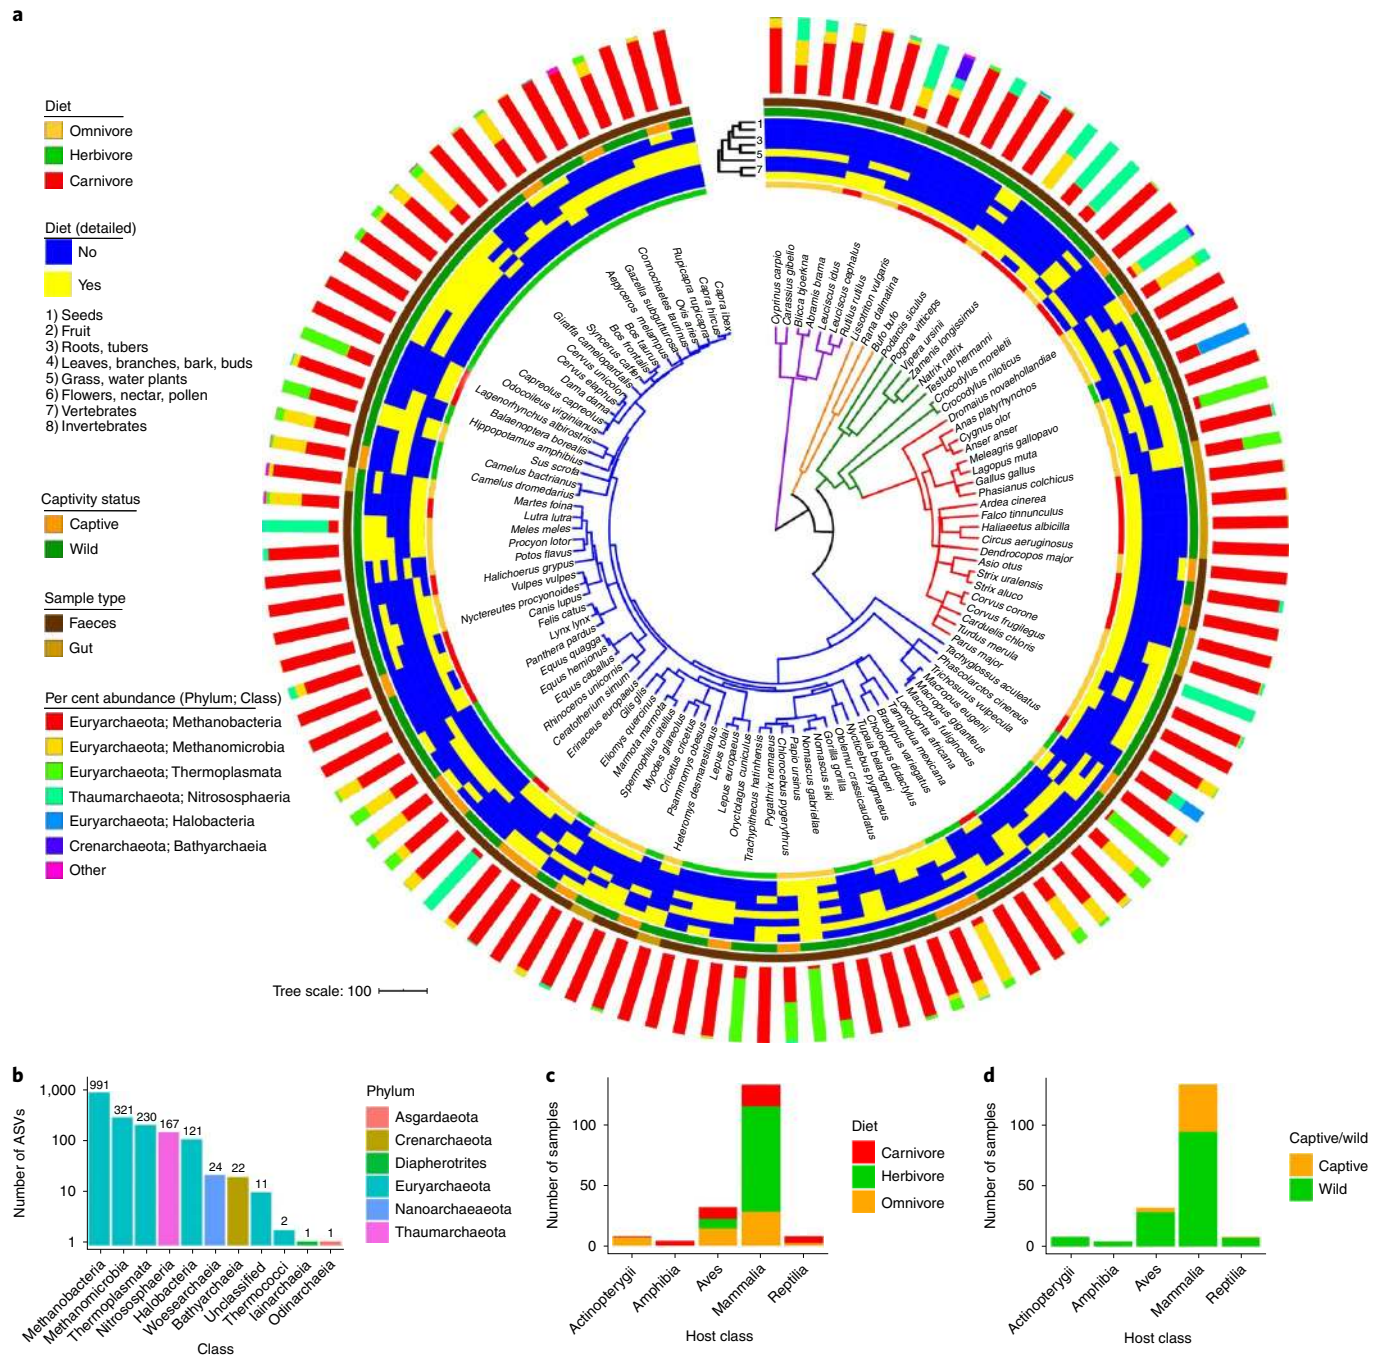 a
Diet
Omnivore
Herbivore
Carnivore
Diet (detailed)
No
Yes
1) Seeds
2) Fruit
3) Roots, tubers
4) Leaves, branches, bark, buds
5) Grass, water plants
6) Flowers, nectar, pollen
7) Vertebrates
8) Invertebrates
Captivity status
Captive
Wild
Sample type
Faeces
Gut
Per cent abundance (Phylum; Class)
Euryarchaeota; Methanobacteria
Euryarchaeota; Methanomicrobia
Euryarchaeota; Thermoplasmata
Thaumarchaeota; Nitrososphaeria
Euryarchaeota; Halobacteria
Crenarchaeota; Bathyarchaeia
Other
Tree scale: 100
1
3
5
7
Cyprinus carpio
Carassius gibelio
Blicca bjoerkna
Abramis brama
Leuciscus idus
Leuciscus cephalus
Rutilus rutilus
Lissotriton vulgaris
Rana dalmatina
Bufo bufo
Podarcis siculus
Pogona vitticeps
Vipera ursinii
Zamenis longissimus
Natrix natrix
Testudo hermanni
Crocodylus moreletii
Crocodylus niloticus
Dromaius novaehollandiae
Anas platyrhynchos
Cygnus olor
Anser anser
Meleagris gallopavo
Lagopus muta
Gallus gallus
Phasianus colchicus
Ardea cinerea
Falco tinnunculus
Haliaeetus albicilla
Circus aeruginosus
Dendrocopos major
Asio otus
Strix uralensis
Strix aluco
Corvus corone
Corvus frugilegus
Carduelis chloris
Turdus merula
Parus major
Tachyglossus aculeatus
Phascolarctos cinereus
Trichosurus vulpecula
Macropus eugenii
Macropus giganteus
Macropus fuliginosus
Loxodonta africana
Tamandua mexicana
Bradypus variegatus
Choloepus didactylus
Tupaia belangeri
Nycticebus pygmaeus
Otolemur crassicaudatus
Gorilla gorilla
Nomascus siki
Nomascus gabriellae
Papio ursinus
Chlorocebus pygerythrus
Pygathrix nemaeus
Trachypithecus hatinhensis
Oryctolagus cuniculus
Lepus europaeus
Lepus tolai
Heteromys desmarestianus
Psammomys obesus
Cricetus cricetus
Myodes glareolus
Spermophilus citellus
Marmota marmota
Eliomys quercinus
Glis glis
Erinaceus europaeus
Ceratotherium simum
Rhinoceros unicornis
Equus caballus
Equus hemionus
Equus quagga
Panthera pardus
Lynx lynx
Felis catus
Canis lupus
Nyctereutes procyonoides
Vulpes vulpes
Halichoerus grypus
Potos flavus
Procyon lotor
Meles meles
Lutra lutra
Martes foina
Camelus dromedarius
Camelus bactrianus
Sus scrofa
Hippopotamus amphibius
Balaenoptera borealis
Lagenorhynchus albirostris
Odocoileus virginianus
Capreolus capreolus
Dama dama
Cervus elaphus
Cervus unicolor
Giraffa camelopardalis
Syncerus caffer
Bos frontalis
Bos taurus
Aepyceros melampus
Gazella subgutturosa
Connochaetes taurinus
Ovis aries
Rupicapra rupicapra
Capra hircus
Capra ibex
b
Number of ASVs
1,000
100
10
1
991
321
230
167
121
24
22
11
2
1
1
Methanobacteria
Methanomicrobia
Thermoplasmata
Nitrososphaeria
Halobacteria
Woesearchaeia
Bathyarchaeia
Unclassified
Thermococci
Iainarchaeia
Odinarchaeia
Class
Phylum
Asgardaeota
Crenarchaeota
Diapherotrites
Euryarchaeota
Nanoarchaeaeota
Thaumarchaeota
c
Number of samples
100
50
0
Actinopterygii
Amphibia
Aves
Mammalia
Reptilia
Host class
Diet
Carnivore
Herbivore
Omnivore
d
Number of samples
100
50
0
Actinopterygii
Amphibia
Aves
Mammalia
Reptilia
Host class
Captive/wild
Captive
Wild